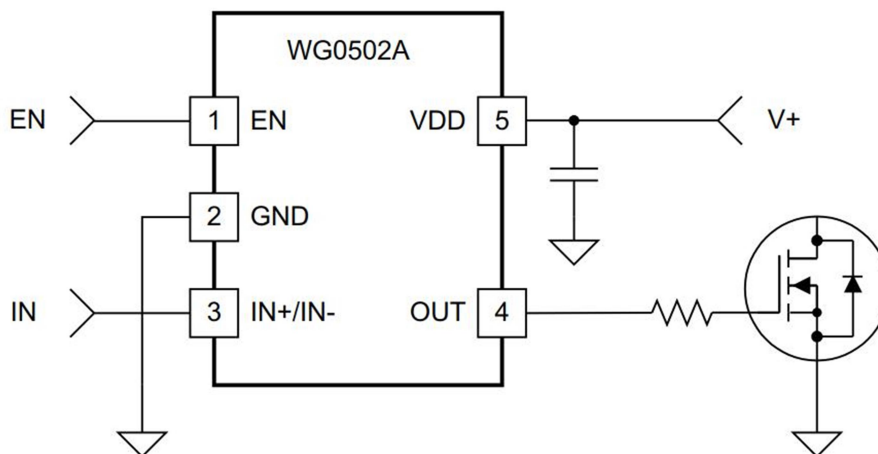 WG0502A
EN 1 EN VDD 5 V+
2 GND
IN 3 IN+/IN- OUT 4